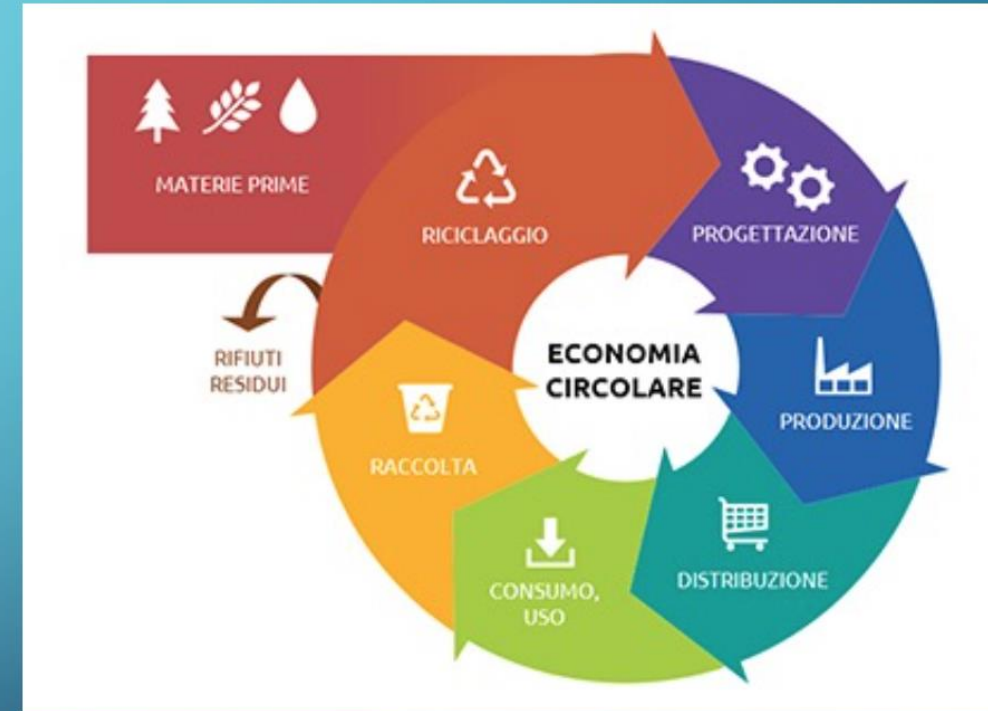 MATERIE PRIME
RICICLAGGIO
PROGETTAZIONE
RIFIUTI
RESIDUI
ECONOMIA
CIRCOLARE
PRODUZIONE
RACCOLTA
DISTRIBUZIONE
CONSUMO,
USO